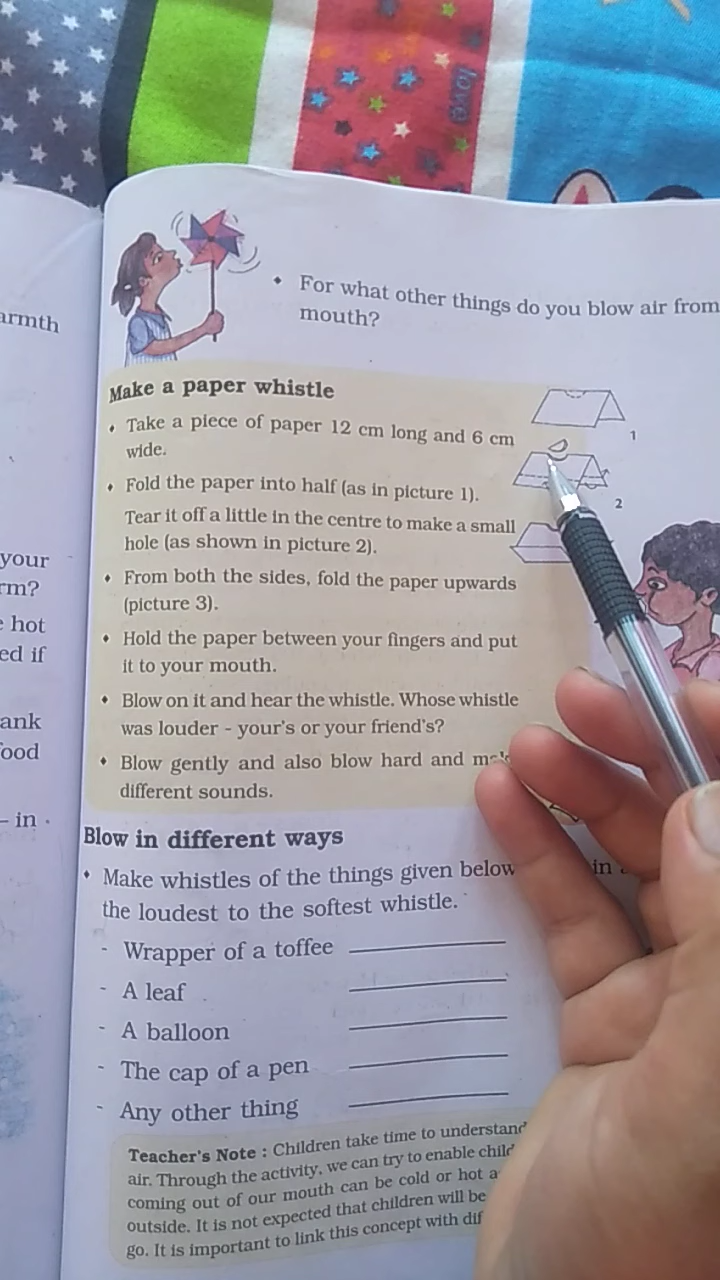 love
armth
your
rm?
hot
ed if
ank
food
– in
• For what other things do you blow air from
mouth?
Make a paper whistle
• Take a piece of paper 12 cm long and 6 cm
wide.
• Fold the paper into half (as in picture 1).
Tear it off a little in the centre to make a small
hole (as shown in picture 2).
• From both the sides, fold the paper upwards
(picture 3).
• Hold the paper between your fingers and put
it to your mouth.
• Blow on it and hear the whistle. Whose whistle
was louder – your's or your friend's?
• Blow gently and also blow hard and
different sounds.
1
2
Blow in different ways
• Make whistles of the things given below in
the loudest to the softest whistle.
- Wrapper of a toffee
- A leaf
- A balloon
- The cap of a pen
- Any other thing
Teacher's Note : Children take time to understand
air. Through the activity, we can try to enable child
coming out of our mouth can be cold or hot a
outside. It is not expected that children will be
go. It is important to link this concept with dif